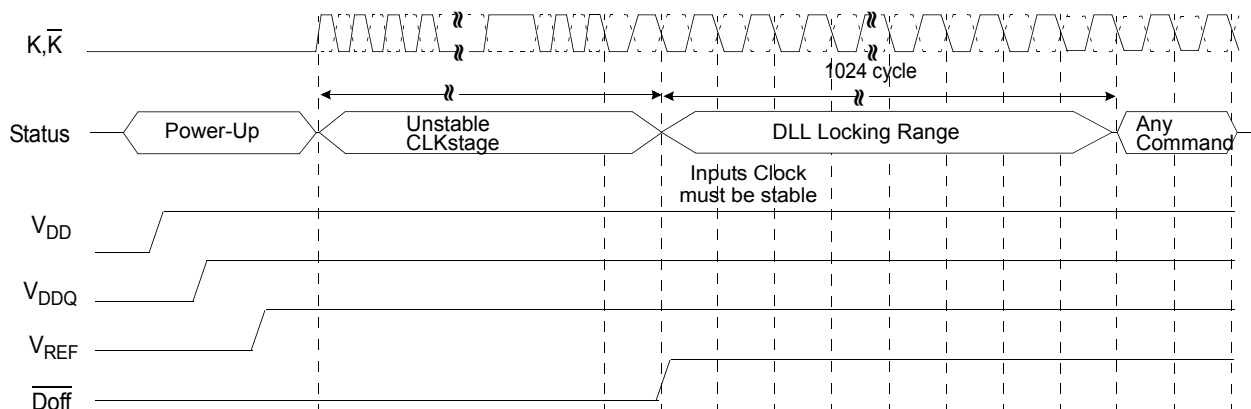 K,K̅
1024 cycle
Status
Power-Up
Unstable
CLKstage
DLL Locking Range
Any
Command
Inputs Clock
must be stable
VDD
VDDQ
VREF
D̅o̅f̅f̅